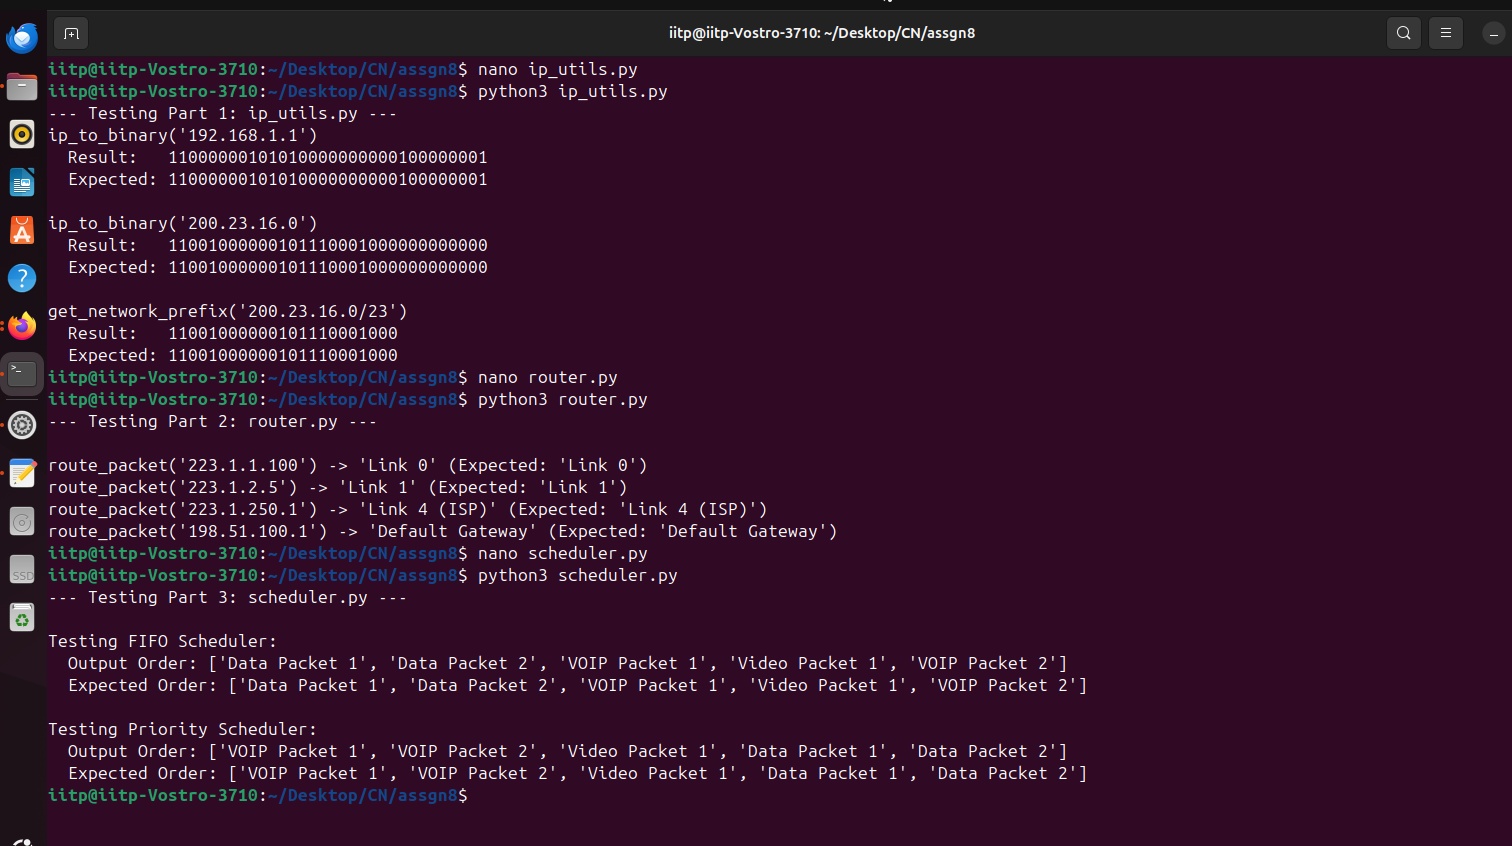 iitp@iitp-Vostro-3710: ~/Desktop/CN/assgn8
iitp@iitp-Vostro-3710:~/Desktop/CN/assgn8$ nano ip_utils.py
iitp@iitp-Vostro-3710:~/Desktop/CN/assgn8$ python3 ip_utils.py
--- Testing Part 1: ip_utils.py ---
ip_to_binary('192.168.1.1')
  Result:   11000000101010000000000100000001
  Expected: 11000000101010000000000100000001
ip_to_binary('200.23.16.0')
  Result:   11001000000101110001000000000000
  Expected: 11001000000101110001000000000000
get_network_prefix('200.23.16.0/23')
  Result:   11001000000101110001000
  Expected: 11001000000101110001000
iitp@iitp-Vostro-3710:~/Desktop/CN/assgn8$ nano router.py
iitp@iitp-Vostro-3710:~/Desktop/CN/assgn8$ python3 router.py
--- Testing Part 2: router.py ---
route_packet('223.1.1.100') -> 'Link 0' (Expected: 'Link 0')
route_packet('223.1.2.5') -> 'Link 1' (Expected: 'Link 1')
route_packet('223.1.250.1') -> 'Link 4 (ISP)' (Expected: 'Link 4 (ISP)')
route_packet('198.51.100.1') -> 'Default Gateway' (Expected: 'Default Gateway')
iitp@iitp-Vostro-3710:~/Desktop/CN/assgn8$ nano scheduler.py
iitp@iitp-Vostro-3710:~/Desktop/CN/assgn8$ python3 scheduler.py
--- Testing Part 3: scheduler.py ---
Testing FIFO Scheduler:
  Output Order: ['Data Packet 1', 'Data Packet 2', 'VOIP Packet 1', 'Video Packet 1', 'VOIP Packet 2']
  Expected Order: ['Data Packet 1', 'Data Packet 2', 'VOIP Packet 1', 'Video Packet 1', 'VOIP Packet 2']
Testing Priority Scheduler:
  Output Order: ['VOIP Packet 1', 'VOIP Packet 2', 'Video Packet 1', 'Data Packet 1', 'Data Packet 2']
  Expected Order: ['VOIP Packet 1', 'VOIP Packet 2', 'Video Packet 1', 'Data Packet 1', 'Data Packet 2']
iitp@iitp-Vostro-3710:~/Desktop/CN/assgn8$
SSD